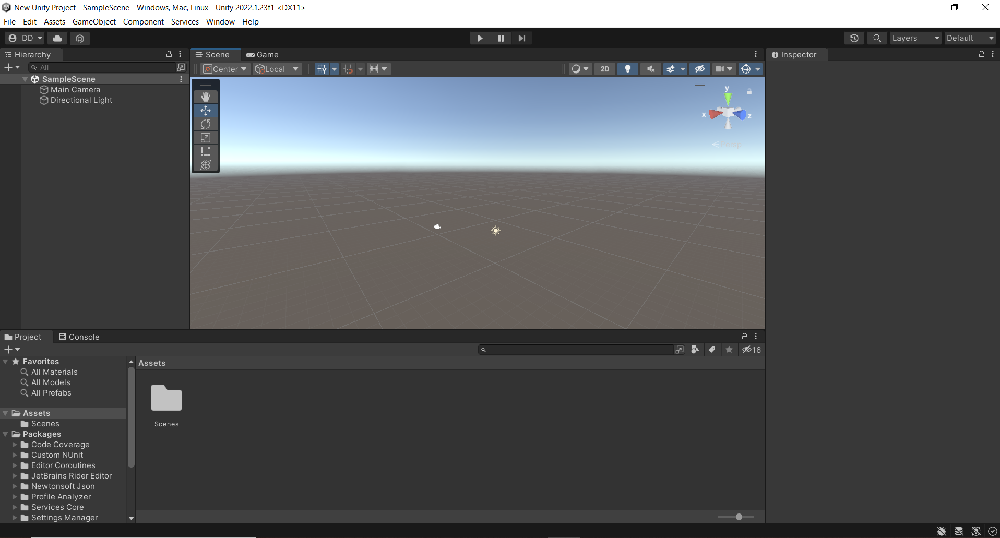 New Unity Project - SampleScene - Windows, Mac, Linux - Unity 2022.1.23f1 <DX11>
File Edit Assets GameObject Component Services Window Help
DD
Layers
Default
Hierarchy
All
SampleScene
Main Camera
Directional Light
Scene
Game
Center
Local
2D
y
x
z
Persp
Inspector
Project
Console
16
Favorites
All Materials
All Models
All Prefabs
Assets
Scenes
Packages
Code Coverage
Custom NUnit
Editor Coroutines
JetBrains Rider Editor
Newtonsoft Json
Profile Analyzer
Services Core
Settings Manager
Assets
Scenes